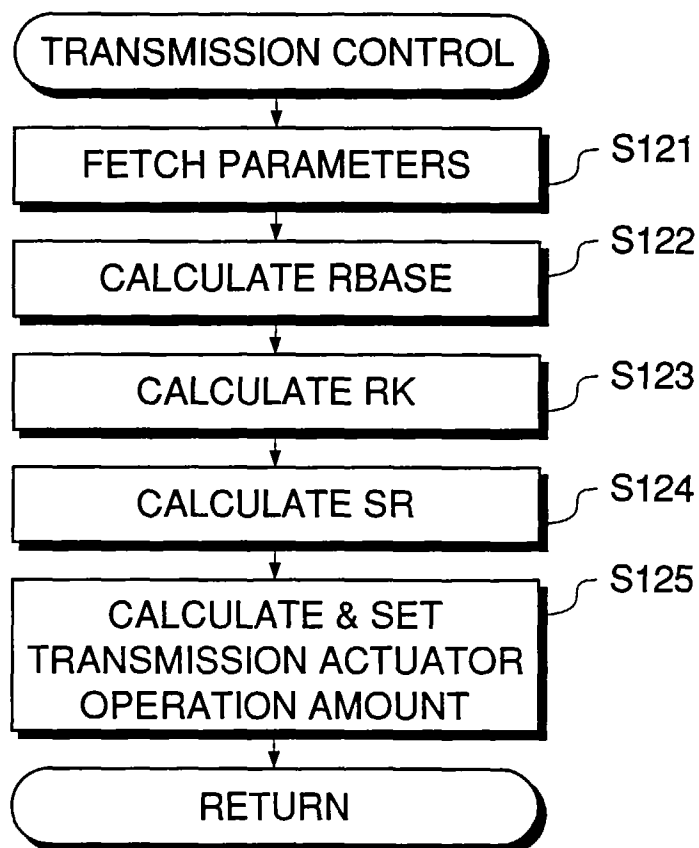 TRANSMISSION CONTROL
FETCH PARAMETERS
S121
CALCULATE RBASE
S122
CALCULATE RK
S123
CALCULATE SR
S124
CALCULATE & SET
TRANSMISSION ACTUATOR
OPERATION AMOUNT
S125
RETURN